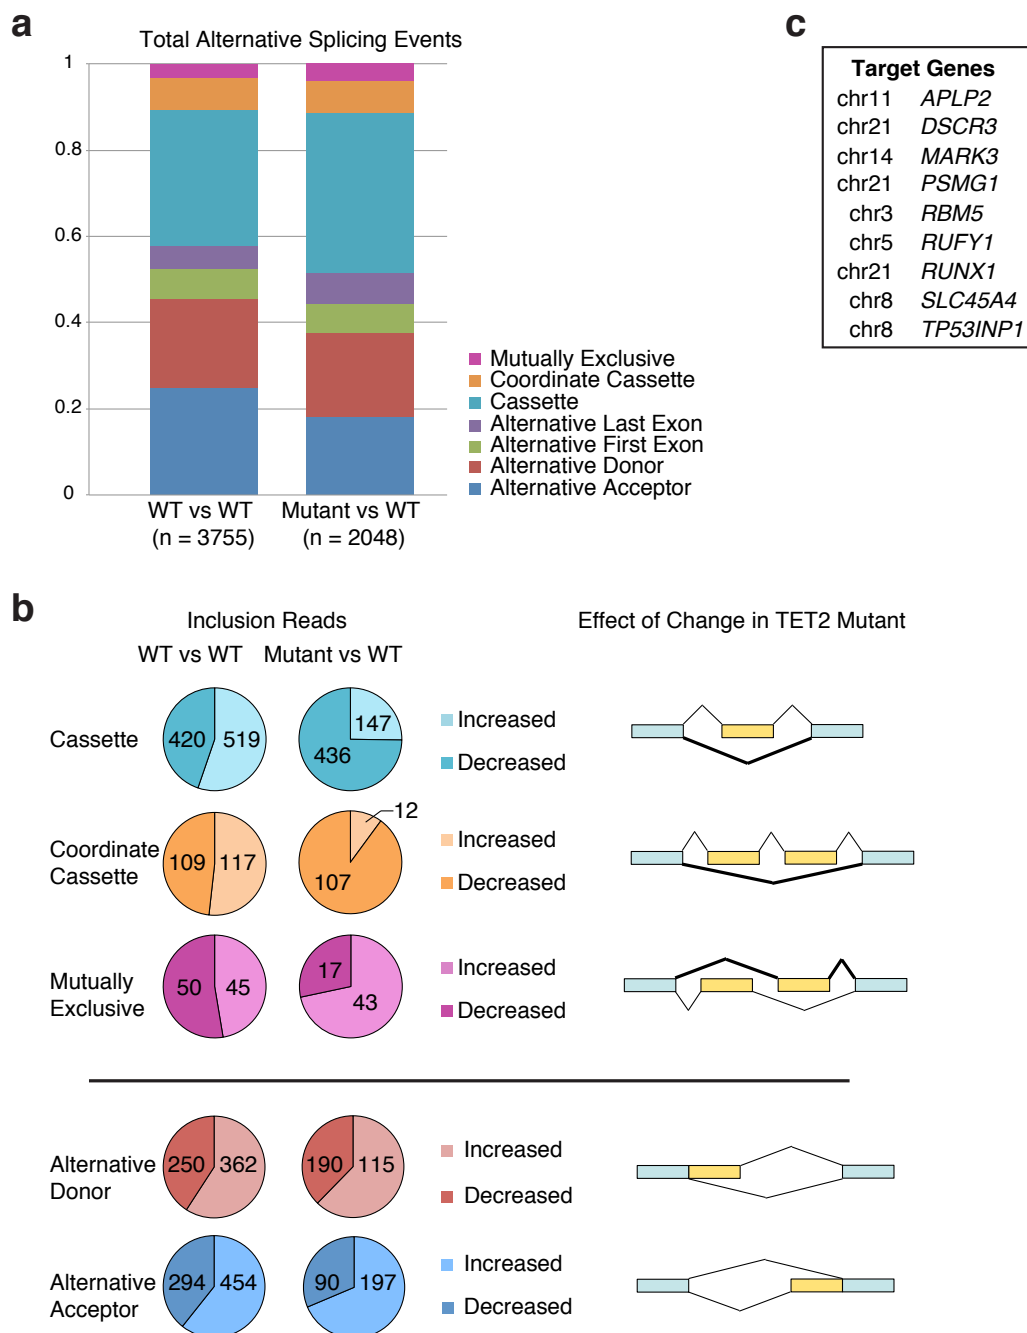 a
Total Alternative Splicing Events
1
0.8
0.6
0.4
0.2
0
WT vs WT
(n = 3755)
Mutant vs WT
(n = 2048)
Mutually Exclusive
Coordinate Cassette
Cassette
Alternative Last Exon
Alternative First Exon
Alternative Donor
Alternative Acceptor
c
Target Genes
chr11 APLP2
chr21 DSCR3
chr14 MARK3
chr21 PSMG1
chr3 RBM5
chr5 RUFY1
chr21 RUNX1
chr8 SLC45A4
chr8 TP53INP1
b
Inclusion Reads
WT vs WT Mutant vs WT
Effect of Change in TET2 Mutant
Cassette
420 519
147
436
Increased
Decreased
Coordinate
Cassette
109 117
12
107
Increased
Decreased
Mutually
Exclusive
50 45
17
43
Increased
Decreased
Alternative
Donor
250 362
190 115
Increased
Decreased
Alternative
Acceptor
294 454
90 197
Increased
Decreased